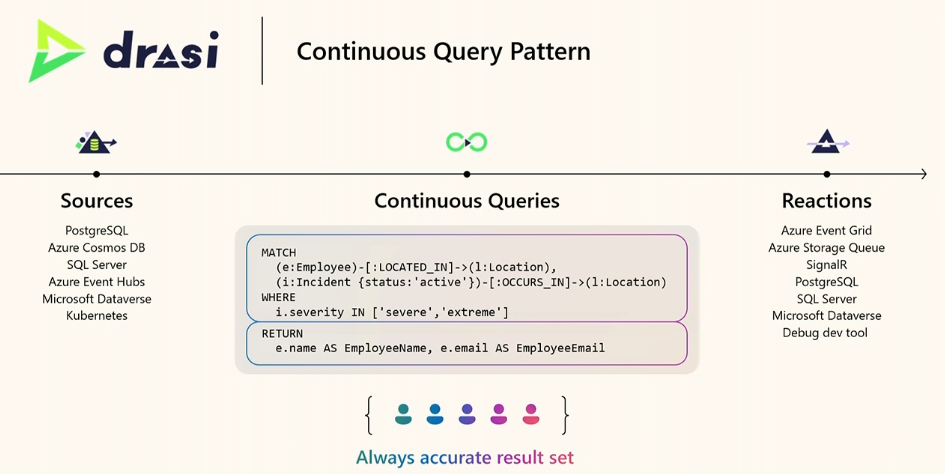 drasi
Continuous Query Pattern
Sources
PostgreSQL
Azure Cosmos DB
SQL Server
Azure Event Hubs
Microsoft Dataverse
Kubernetes
Continuous Queries
MATCH
(e:Employee)-[:LOCATED_IN]->(l:Location),
(i:Incident {status:'active'})-[:OCCURS_IN]->(l:Location)
WHERE
i.severity IN ['severe','extreme']
RETURN
e.name AS EmployeeName, e.email AS EmployeeEmail
Always accurate result set
Reactions
Azure Event Grid
Azure Storage Queue
SignalR
PostgreSQL
SQL Server
Microsoft Dataverse
Debug dev tool